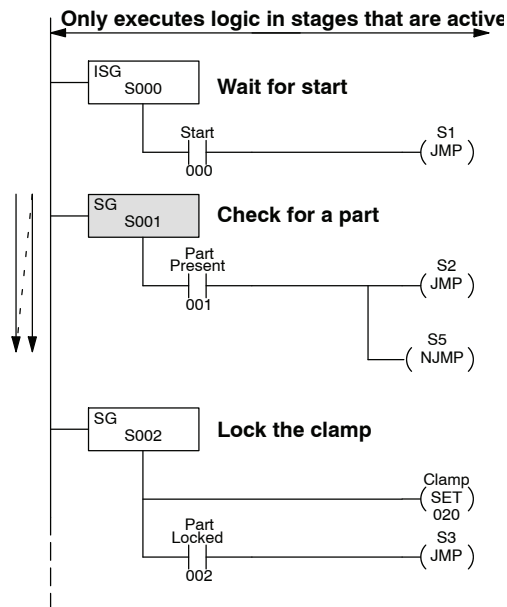 Only executes logic in stages that are active
ISG
S000
Wait for start
Start
000
S1
JMP
SG
S001
Check for a part
Part
Present
001
S2
JMP
S5
NJMP
SG
S002
Lock the clamp
Clamp
SET
020
Part
Locked
002
S3
JMP